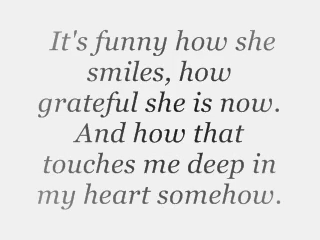 It's funny how she
smiles, how
grateful she is now.
And how that
touches me deep in
my heart somehow.